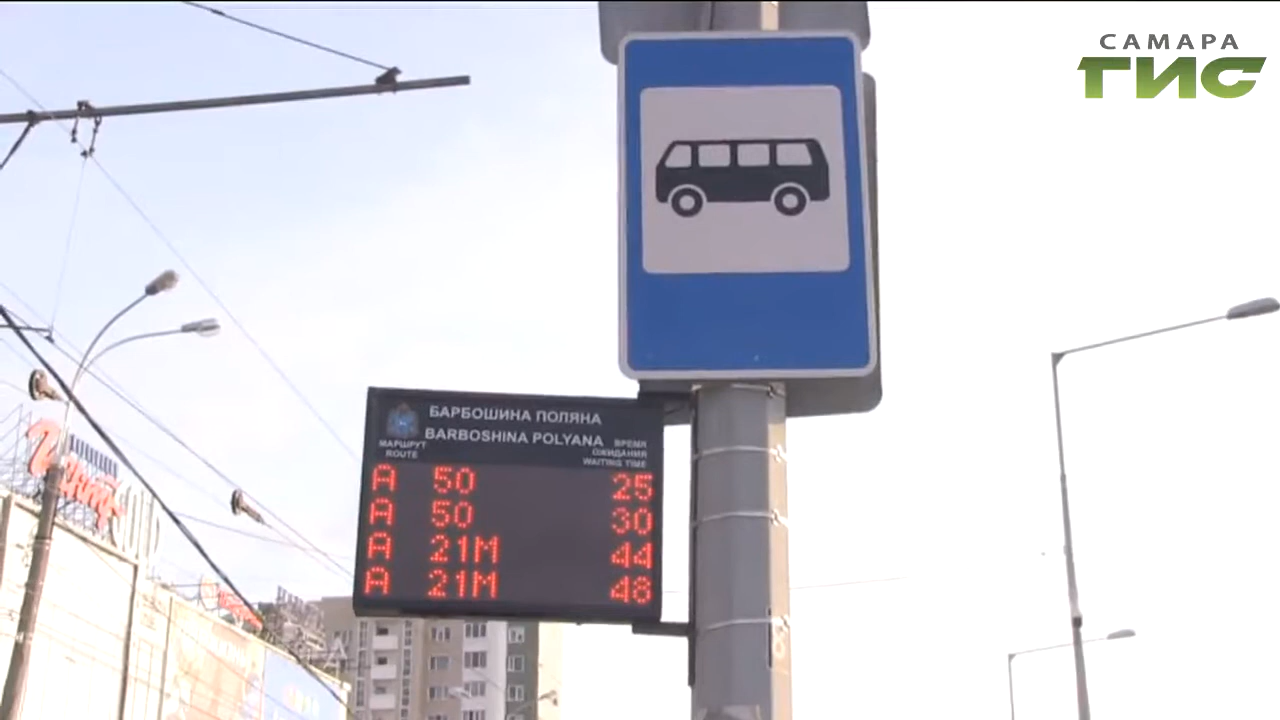 САМАРА
ГИС
БАРБОШИНА ПОЛЯНА
BARBOSHINA POLYANA
МАРШРУТ
ROUTE
ВРЕМЯ
ОЖИДАНИЯ
WAITING TIME
А 50 25
А 50 30
А 21М 44
А 21М 48